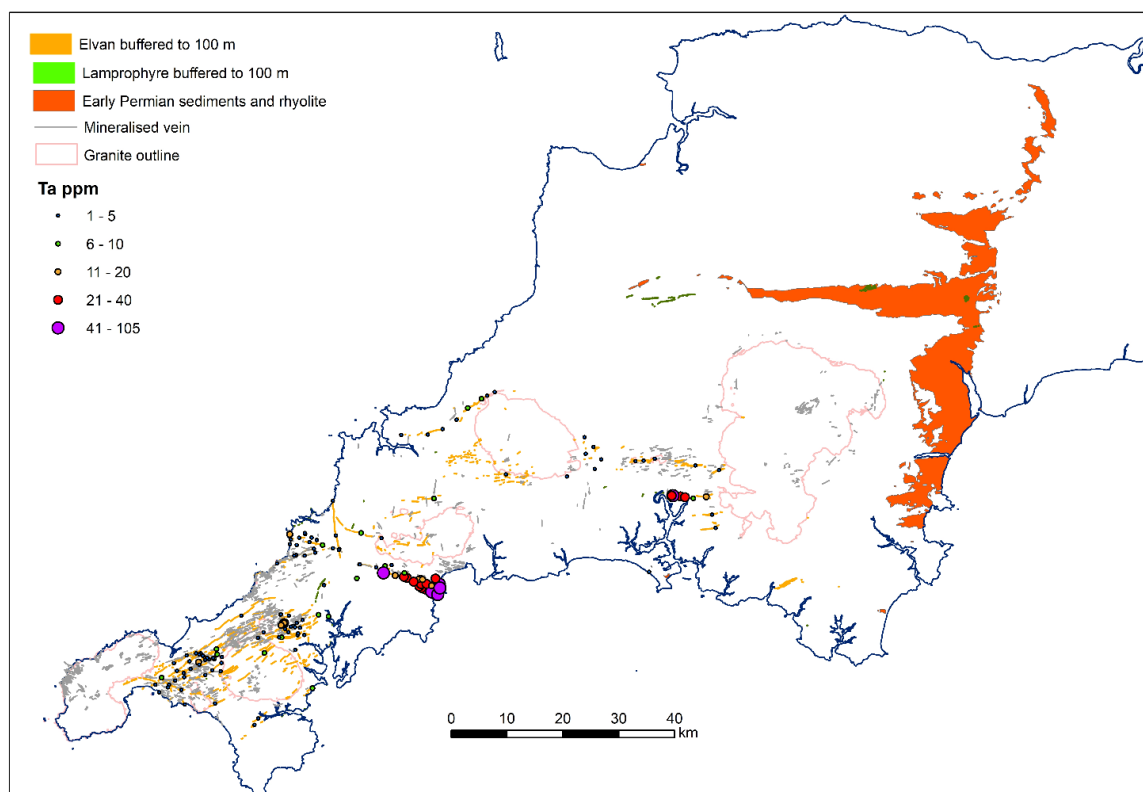 Elvan buffered to 100 m
Lamprophyre buffered to 100 m
Early Permian sediments and rhyolite
Mineralised vein
Granite outline
Ta ppm
1 - 5
6 - 10
11 - 20
21 - 40
41 - 105
0 10 20 30 40
km